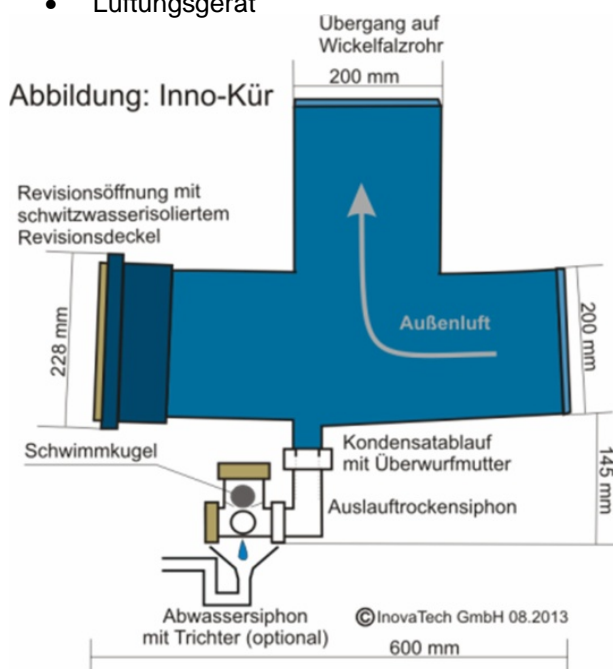 • Lüftungsgerät
Übergang auf
Wickelfalzrohr
200 mm
Abbildung: Inno-Kür
Revisionsöffnung mit
schwitzwasserisoliertem
Revisionsdeckel
228 mm
Außenluft
200 mm
Schwimmkugel
Kondensatablauf
mit Überwurfmutter
145 mm
Auslauftrockensiphon
Abwassersiphon
mit Trichter (optional)
©InovaTech GmbH 08.2013
600 mm